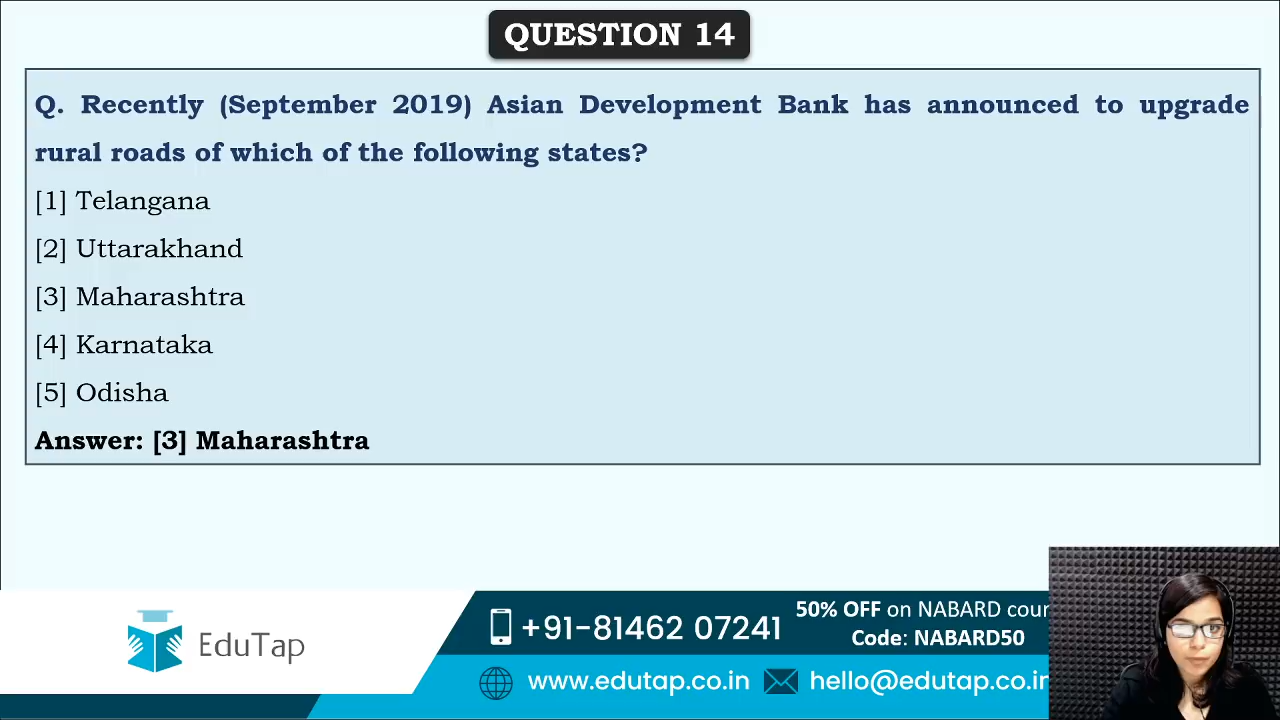 QUESTION 14
Q. Recently (September 2019) Asian Development Bank has announced to upgrade
rural roads of which of the following states?
[1] Telangana
[2] Uttarakhand
[3] Maharashtra
[4] Karnataka
[5] Odisha
Answer: [3] Maharashtra
EduTap
+91-81462 07241
50% OFF on NABARD cour
Code: NABARD50
www.edutap.co.in
hello@edutap.co.in